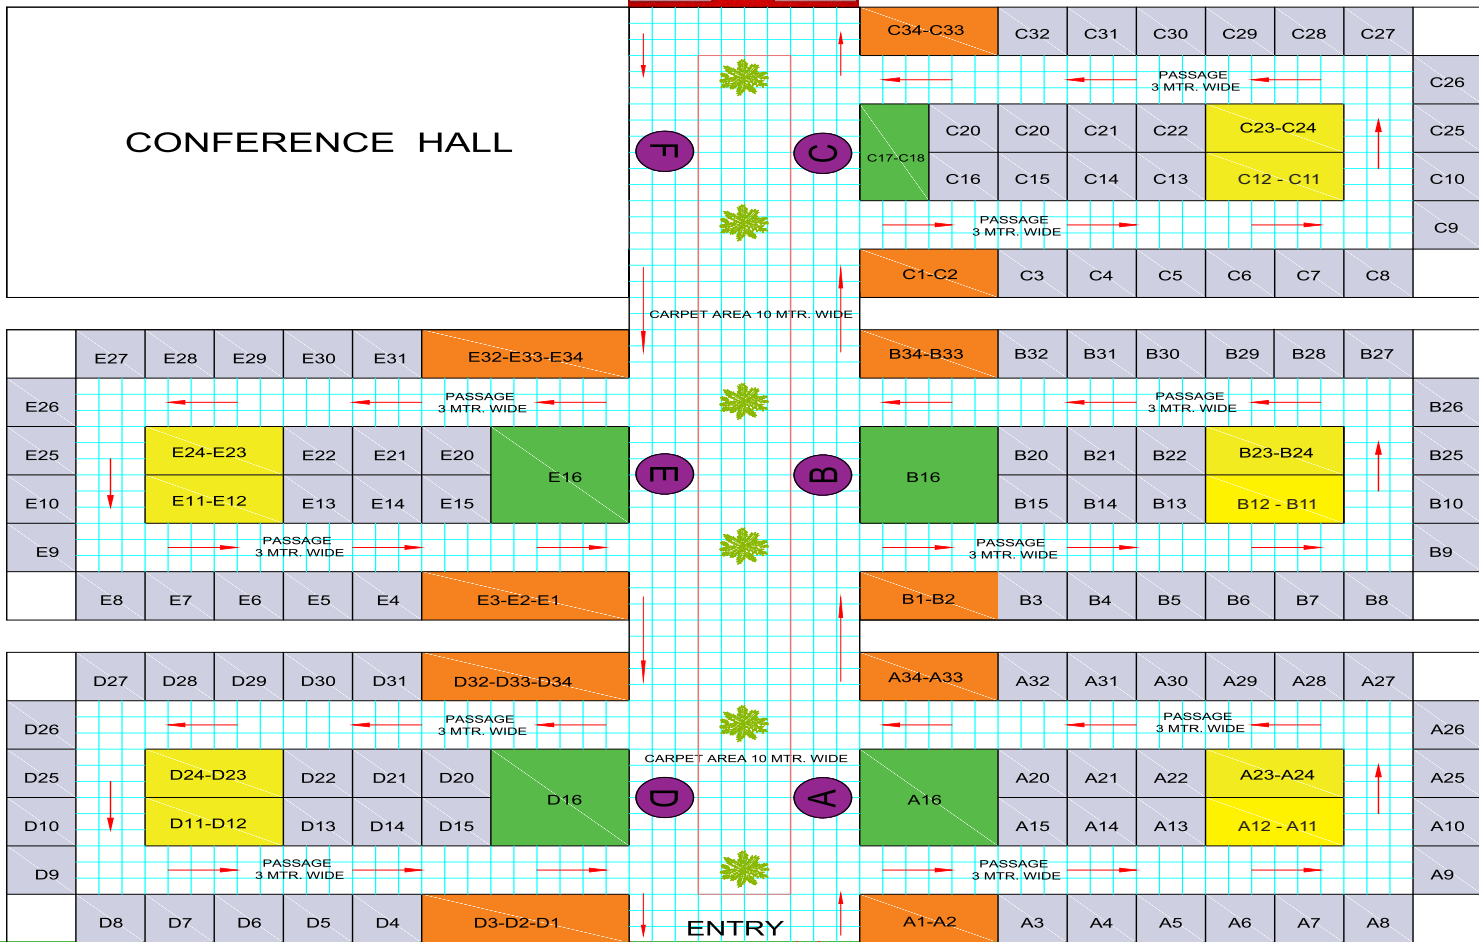 C34-C33 C32 C31 C30 C29 C28 C27
PASSAGE
3 MTR. WIDE
C26
CONFERENCE HALL
F C
C17-C18
C20 C20 C21 C22 C23-C24 C25
C16 C15 C14 C13 C12 - C11 C10
PASSAGE
3 MTR. WIDE
C9
C1-C2 C3 C4 C5 C6 C7 C8
CARPET AREA 10 MTR. WIDE
E27 E28 E29 E30 E31 E32-E33-E34 B34-B33 B32 B31 B30 B29 B28 B27
E26
PASSAGE
3 MTR. WIDE
PASSAGE
3 MTR. WIDE
B26
E25 E24-E23 E22 E21 E20 B20 B21 B22 B23-B24 B25
E16 E B B16
E10 E11-E12 E13 E14 E15 B15 B14 B13 B12 - B11 B10
E9
PASSAGE
3 MTR. WIDE
PASSAGE
3 MTR. WIDE
B9
E8 E7 E6 E5 E4 E3-E2-E1 B1-B2 B3 B4 B5 B6 B7 B8
D27 D28 D29 D30 D31 D32-D33-D34 A34-A33 A32 A31 A30 A29 A28 A27
D26
PASSAGE
3 MTR. WIDE
PASSAGE
3 MTR. WIDE
A26
CARPET AREA 10 MTR. WIDE
D25 D24-D23 D22 D21 D20 A20 A21 A22 A23-A24 A25
D16 D A A16
D10 D11-D12 D13 D14 D15 A15 A14 A13 A12 - A11 A10
D9
PASSAGE
3 MTR. WIDE
PASSAGE
3 MTR. WIDE
A9
D8 D7 D6 D5 D4 D3-D2-D1 ENTRY A1-A2 A3 A4 A5 A6 A7 A8